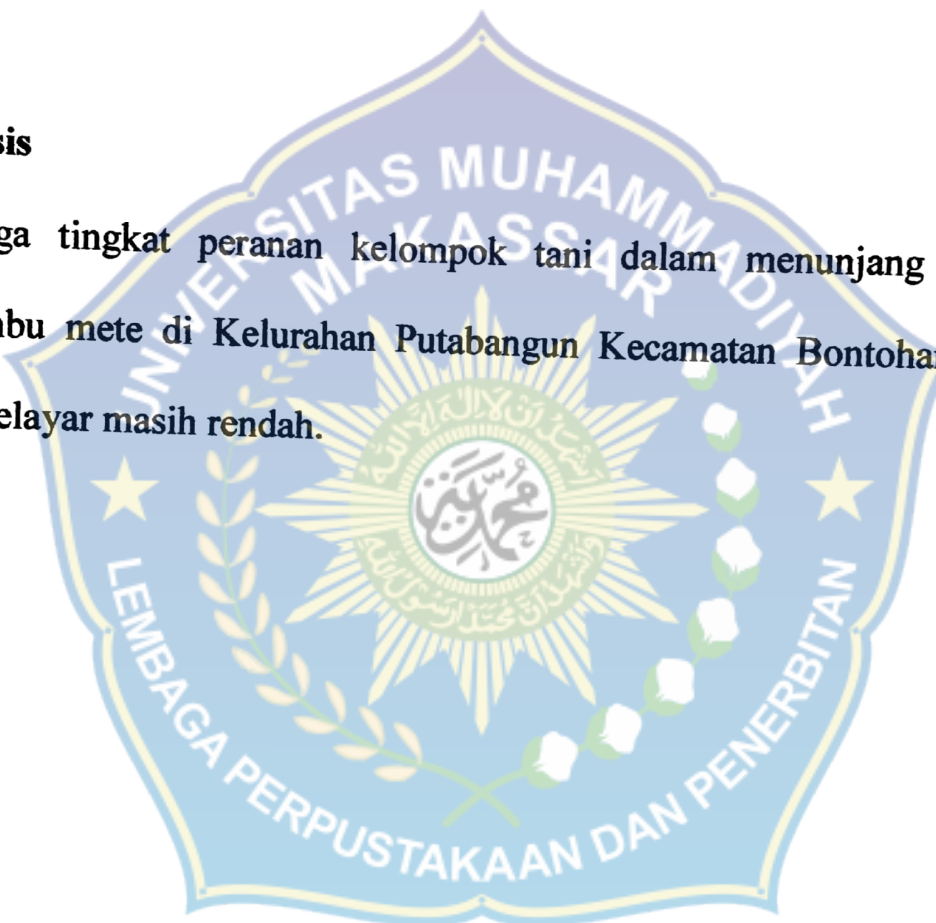 sis
ga tingkat peranan kelompok tani dalam menunjang
nbu mete di Kelurahan Putabangun Kecamatan Bontohar
elayar masih rendah.
UNIVERSITAS MUHAMMADIYAH
MAKASSAR
LEMBAGA PERPUSTAKAAN DAN PENERBITAN